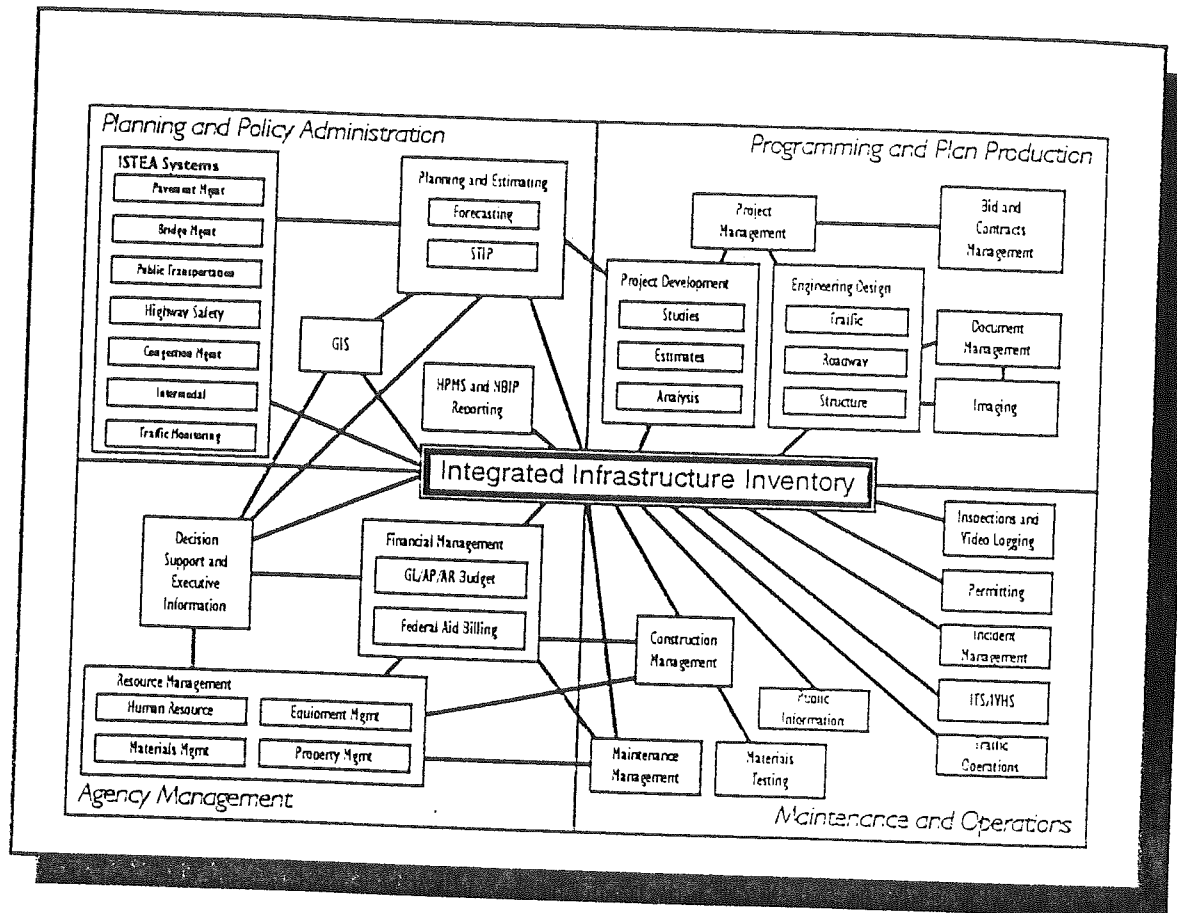 Planning and Policy Administration
ISTEA Systems
Pavement Mgmt
Bridge Mgmt
Public Transportation
Highway Safety
Congestion Mgmt
Intermodal
Traffic Monitoring
Planning and Estimating
Forecasting
STIP
GIS
HPMS and NBIP
Reporting
Programming and Plan Production
Project
Management
Bid and
Contracts
Management
Project Development
Studies
Estimates
Analysis
Engineering Design
Traffic
Roadway
Structure
Document
Management
Imaging
Integrated Infrastructure Inventory
Decision
Support and
Executive
Information
Financial Management
GL/AP/AR Budget
Federal Aid Billing
Resource Management
Human Resource
Equipment Mgmt
Materials Mgmt
Property Mgmt
Agency Management
Construction
Management
Maintenance
Management
Materials
Testing
Public
Information
Inspections and
Video Logging
Permitting
Incident
Management
ITS/IVHS
Traffic
Operations
Maintenance and Operations